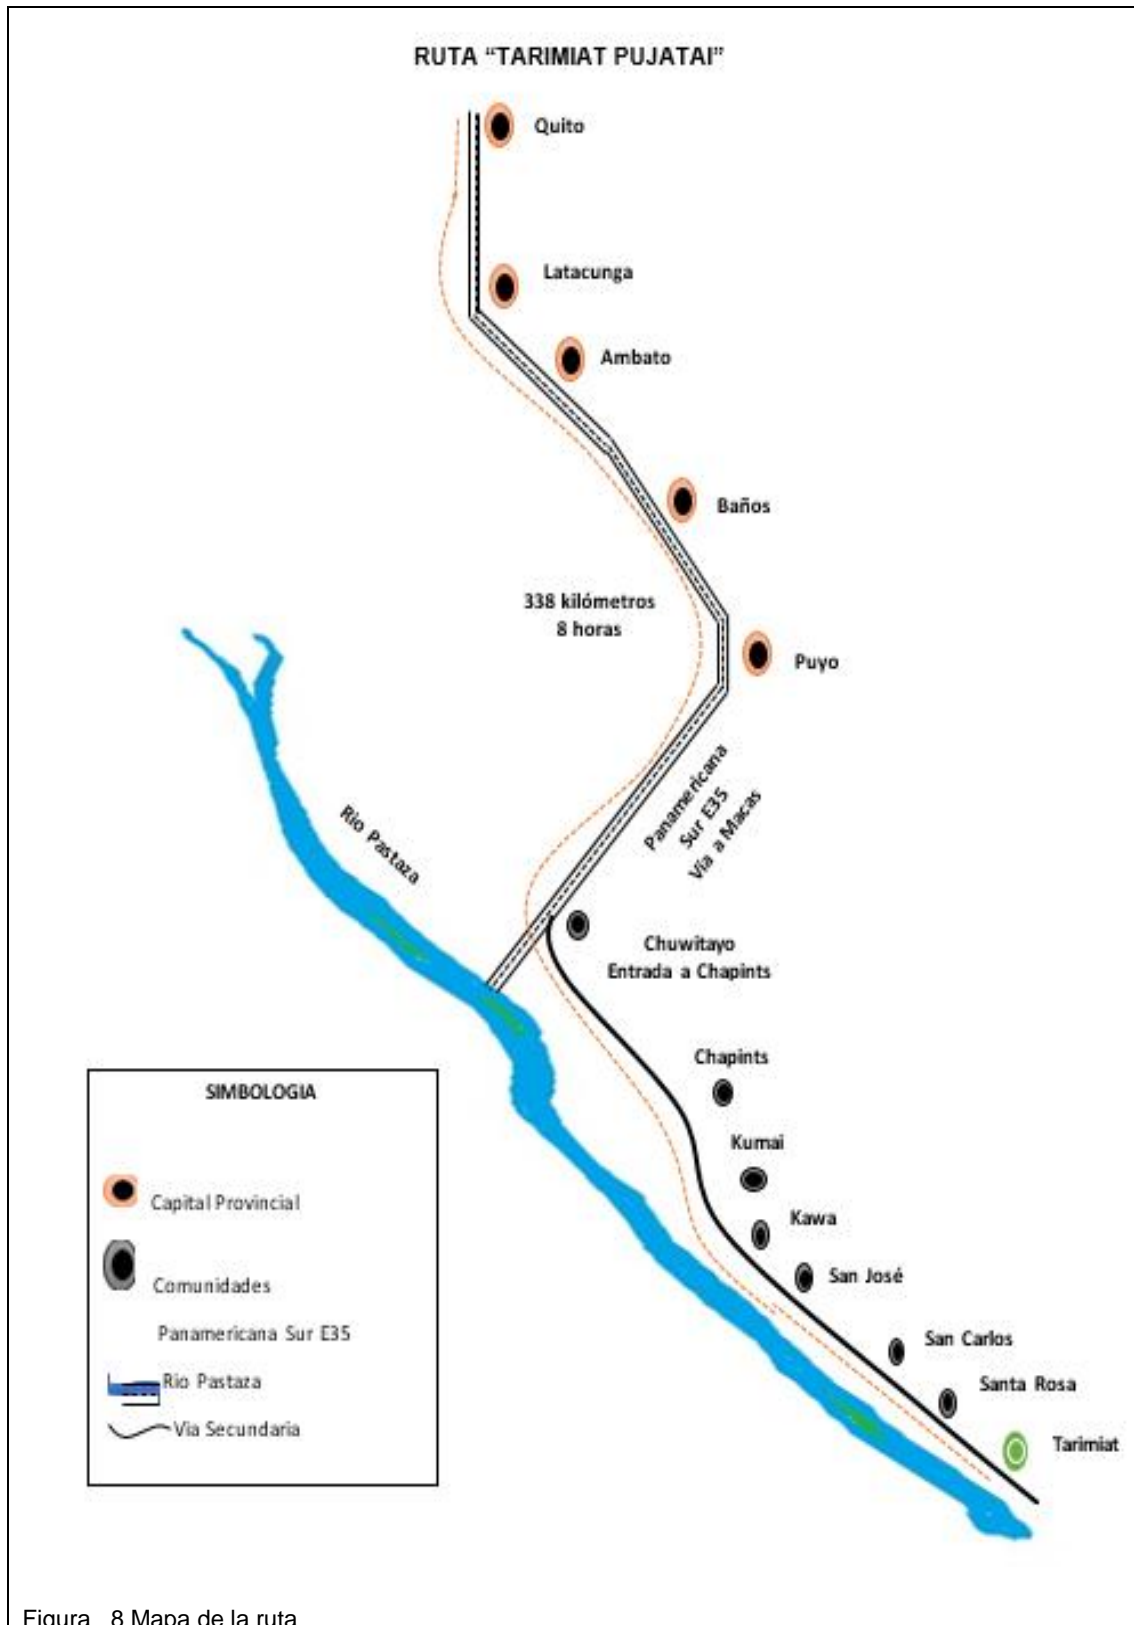 RUTA “TARIMIAT PUJATAI”
Quito
Latacunga
Ambato
Baños
338 kilómetros
8 horas
Puyo
Panamericana
Sur E35
Vía a Macas
Rio Pastaza
Chuwitayo
Entrada a Chapints
Chapints
Kumai
Kawa
San José
San Carlos
Santa Rosa
Tarimiat
SIMBOLOGIA
Capital Provincial
Comunidades
Panamericana Sur E35
Rio Pastaza
Via Secundaria
Figura 8 Mapa de la ruta